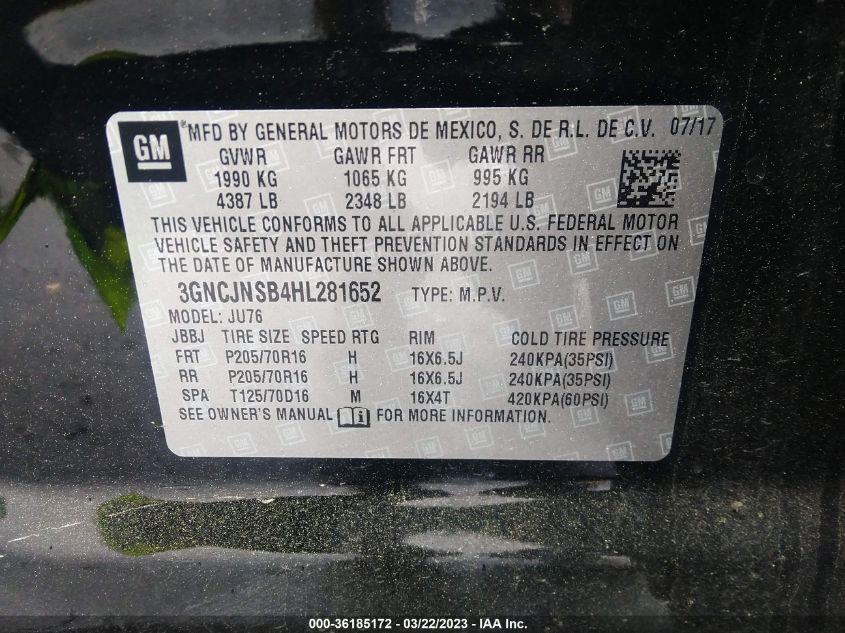 GM *MFD BY GENERAL MOTORS DE MEXICO, S. DE R.L. DE C.V. 07/17
GVWR GAWR FRT GAWR RR
1990 KG 1065 KG 995 KG
4387 LB 2348 LB 2194 LB
THIS VEHICLE CONFORMS TO ALL APPLICABLE U.S. FEDERAL MOTOR
VEHICLE SAFETY AND THEFT PREVENTION STANDARDS IN EFFECT ON
THE DATE OF MANUFACTURE SHOWN ABOVE.
3GNCJNSB4HL281652 TYPE: M.P.V.
MODEL: JU76
JBBJ TIRE SIZE SPEED RTG RIM COLD TIRE PRESSURE
FRT P205/70R16 H 16X6.5J 240KPA(35PSI)
RR P205/70R16 H 16X6.5J 240KPA(35PSI)
SPA T125/70D16 M 16X4T 420KPA(60PSI)
SEE OWNER'S MANUAL i FOR MORE INFORMATION.
000-36185172 - 03/22/2023 - IAA Inc.